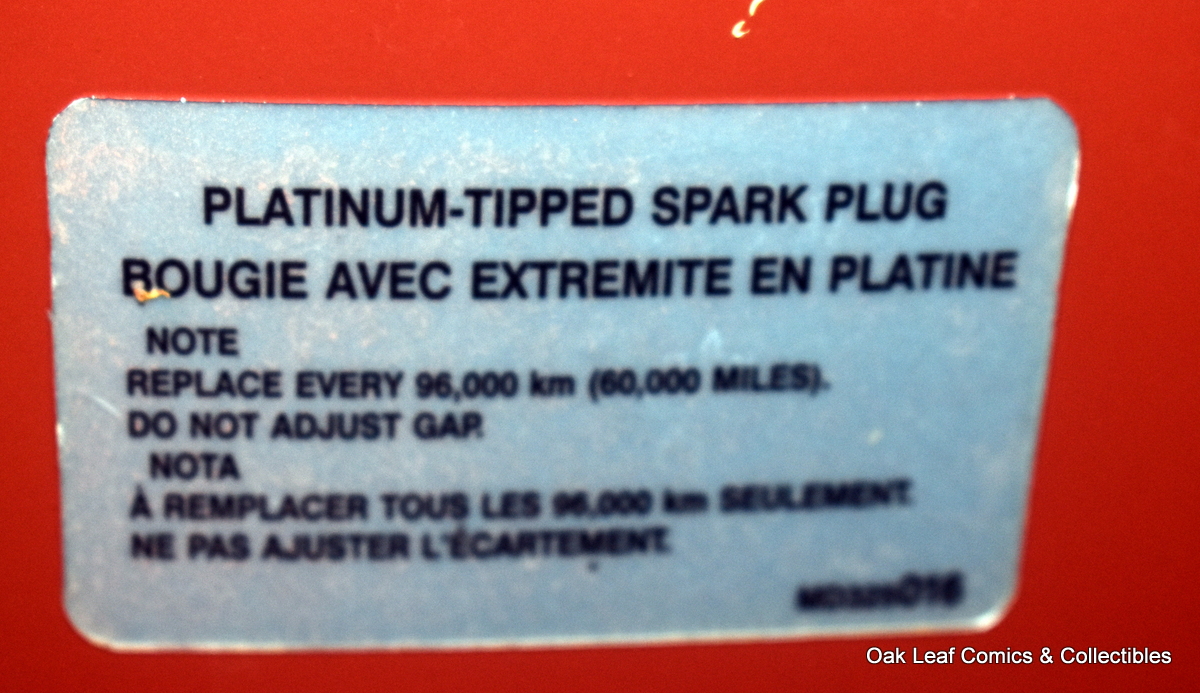 PLATINUM-TIPPED SPARK PLUG
BOUGIE AVEC EXTREMITE EN PLATINE
NOTE
REPLACE EVERY 96,000 km (60,000 MILES).
DO NOT ADJUST GAP.
NOTA
À REMPLACER TOUS LES 96,000 km SEULEMENT.
NE PAS AJUSTER L'ÉCARTEMENT.
Oak Leaf Comics & Collectibles